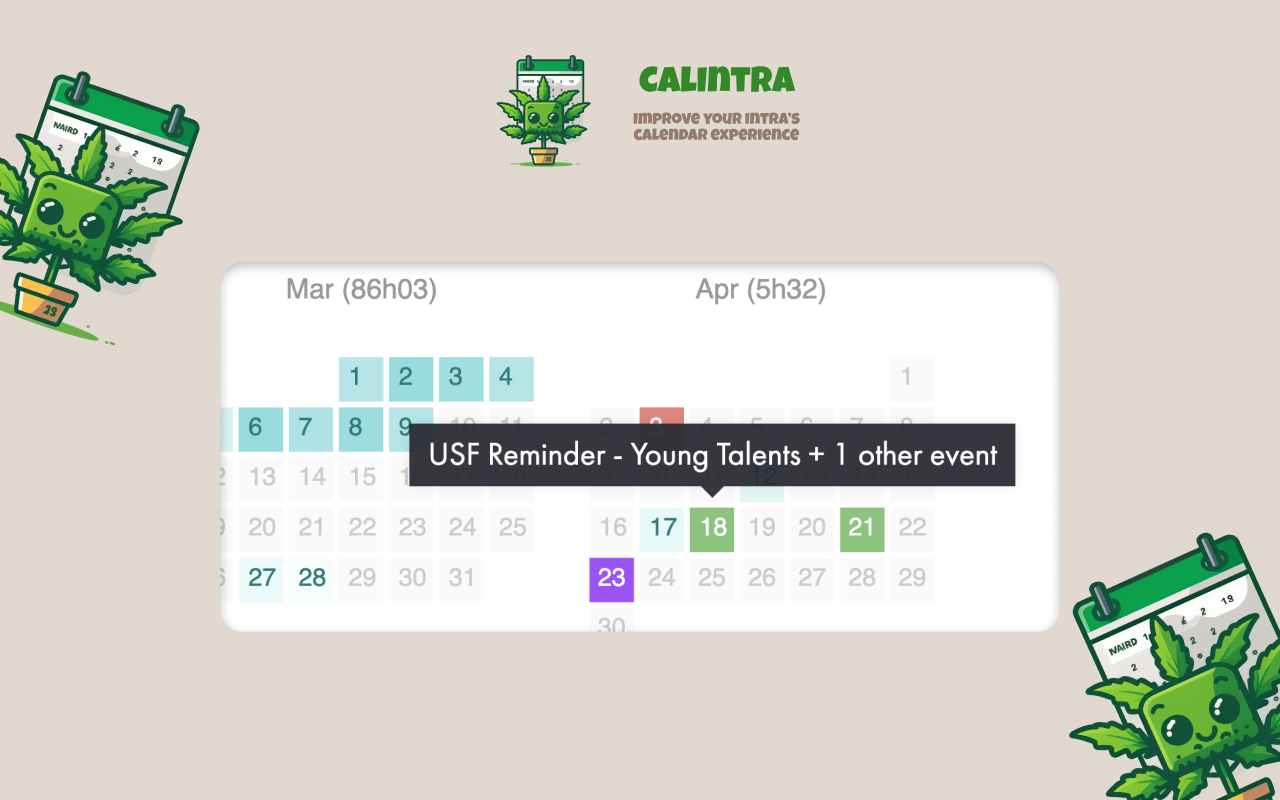 CALINTRA
IMPROVE YOUR INTRA'S
CALENDAR EXPERIENCE
Mar (86h03)
Apr (5h32)
1 2 3 4
1
6 7 8 9 10 11
2 3 4 5 6 7 8
USF Reminder - Young Talents + 1 other event
13 14 15
12
20 21 22 23 24 25
16 17 18 19 20 21 22
27 28 29 30 31
23 24 25 26 27 28 29
30